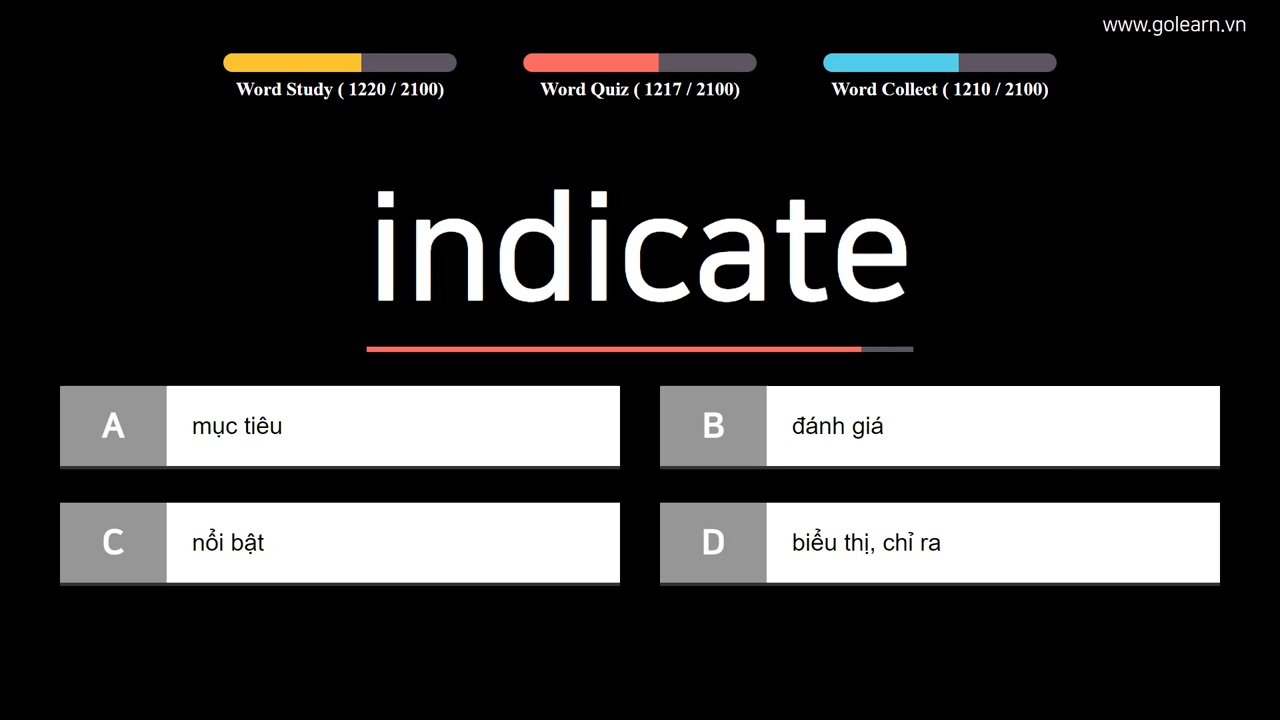 www.golearn.vn
Word Study ( 1220 / 2100)
Word Quiz ( 1217 / 2100)
Word Collect ( 1210 / 2100)
indicate
A mục tiêu
B đánh giá
C nổi bật
D biểu thị, chỉ ra